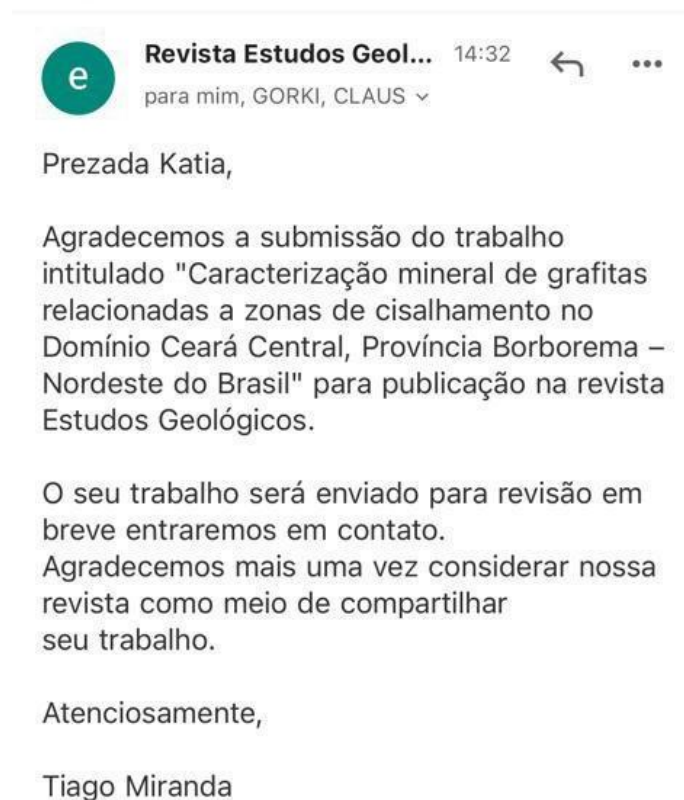 e
Revista Estudos Geol... 14:32
para mim, GORKI, CLAUS
Prezada Katia,
Agradecemos a submissão do trabalho
intitulado "Caracterização mineral de grafitas
relacionadas a zonas de cisalhamento no
Domínio Ceará Central, Província Borborema –
Nordeste do Brasil" para publicação na revista
Estudos Geológicos.
O seu trabalho será enviado para revisão em
breve entraremos em contato.
Agradecemos mais uma vez considerar nossa
revista como meio de compartilhar
seu trabalho.
Atenciosamente,
Tiago Miranda